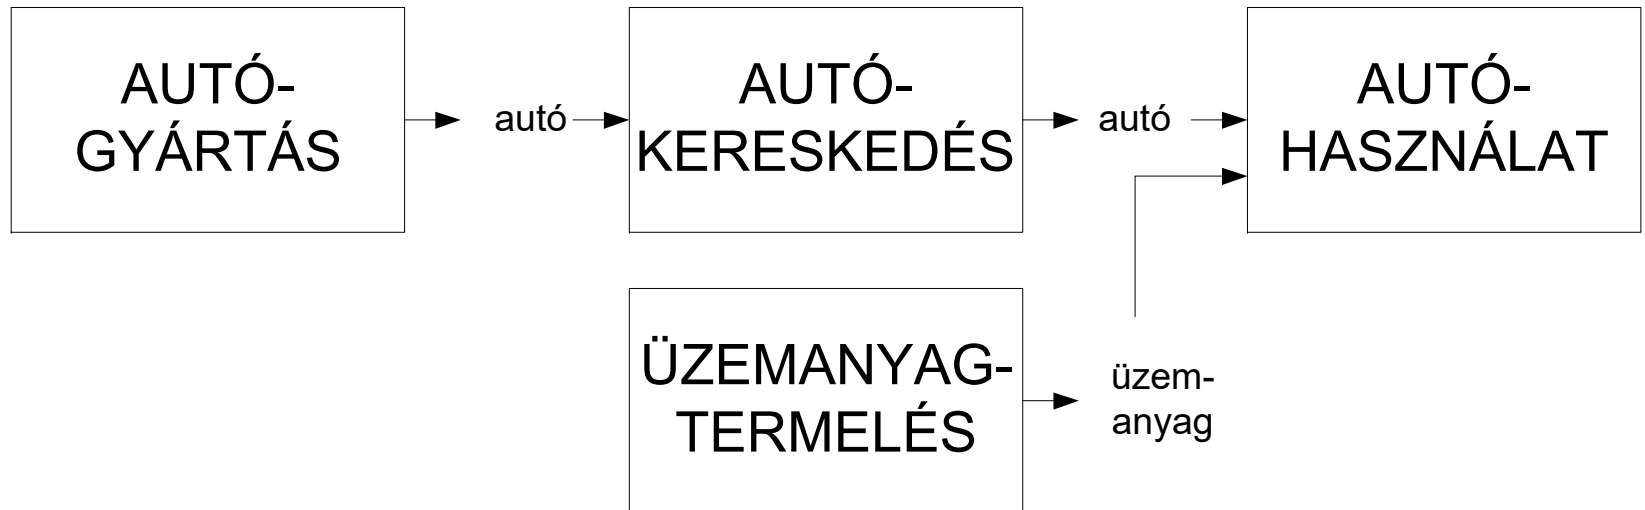 AUTÓ-
GYÁRTÁS
autó
AUTÓ-
KERESKEDÉS
autó
AUTÓ-
HASZNÁLAT
ÜZEMANYAG-
TERMELÉS
üzem-
anyag